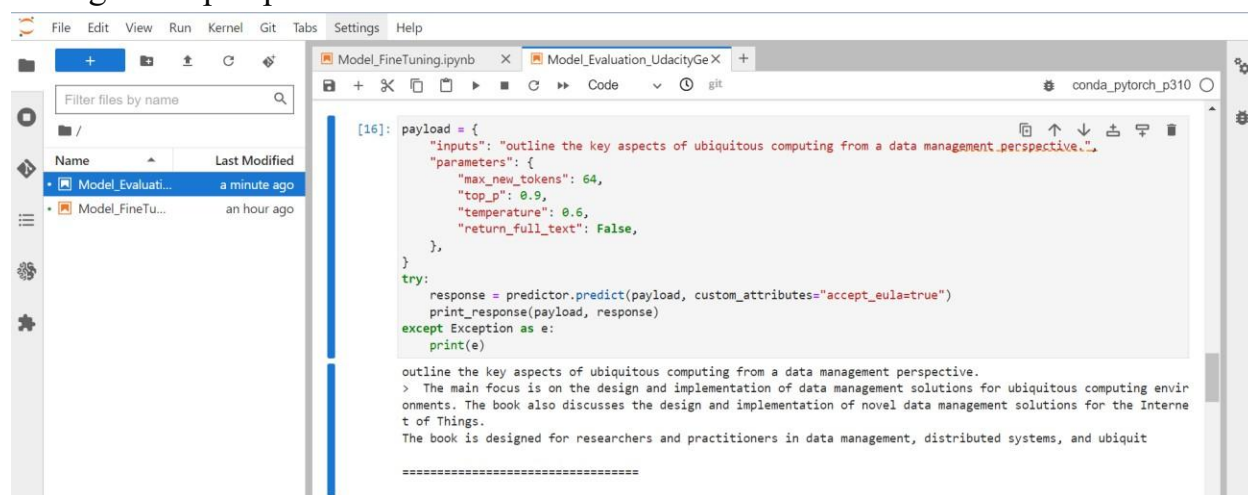 File Edit View Run Kernel Git Tabs Settings Help
Model_FineTuning.ipynb Model_Evaluation_UdacityGe
Code git conda_pytorch_p310
Filter files by name
/
Name Last Modified
Model_Evaluati... a minute ago
Model_FineTu... an hour ago
[16]: payload = {
"inputs": "outline the key aspects of ubiquitous computing from a data management perspective.",
"parameters": {
"max_new_tokens": 64,
"top_p": 0.9,
"temperature": 0.6,
"return_full_text": False,
},
}
try:
response = predictor.predict(payload, custom_attributes="accept_eula=true")
print_response(payload, response)
except Exception as e:
print(e)
outline the key aspects of ubiquitous computing from a data management perspective.
> The main focus is on the design and implementation of data management solutions for ubiquitous computing envir
onments. The book also discusses the design and implementation of novel data management solutions for the Interne
t of Things.
The book is designed for researchers and practitioners in data management, distributed systems, and ubiquit
==================================